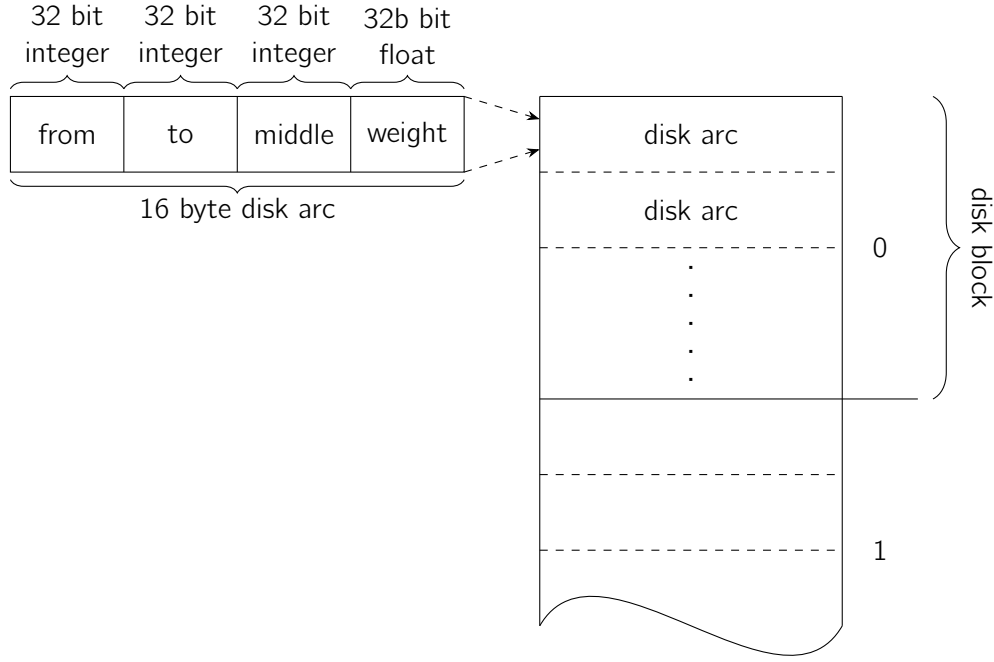 32 bit
integer
32 bit
integer
32 bit
integer
32b bit
float
from
to
middle
weight
16 byte disk arc
disk arc
disk arc
0
disk block
1